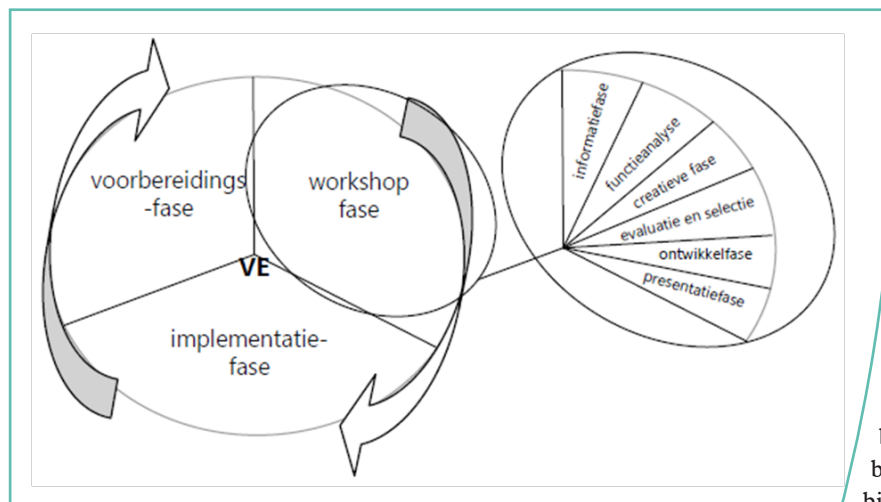 voorbereidings
-fase
workshop
fase
VE
implementatie-
fase
informatiefase
functieanalyse
creatieve fase
evaluatie en selectie
ontwikkelfase
presentatiefase